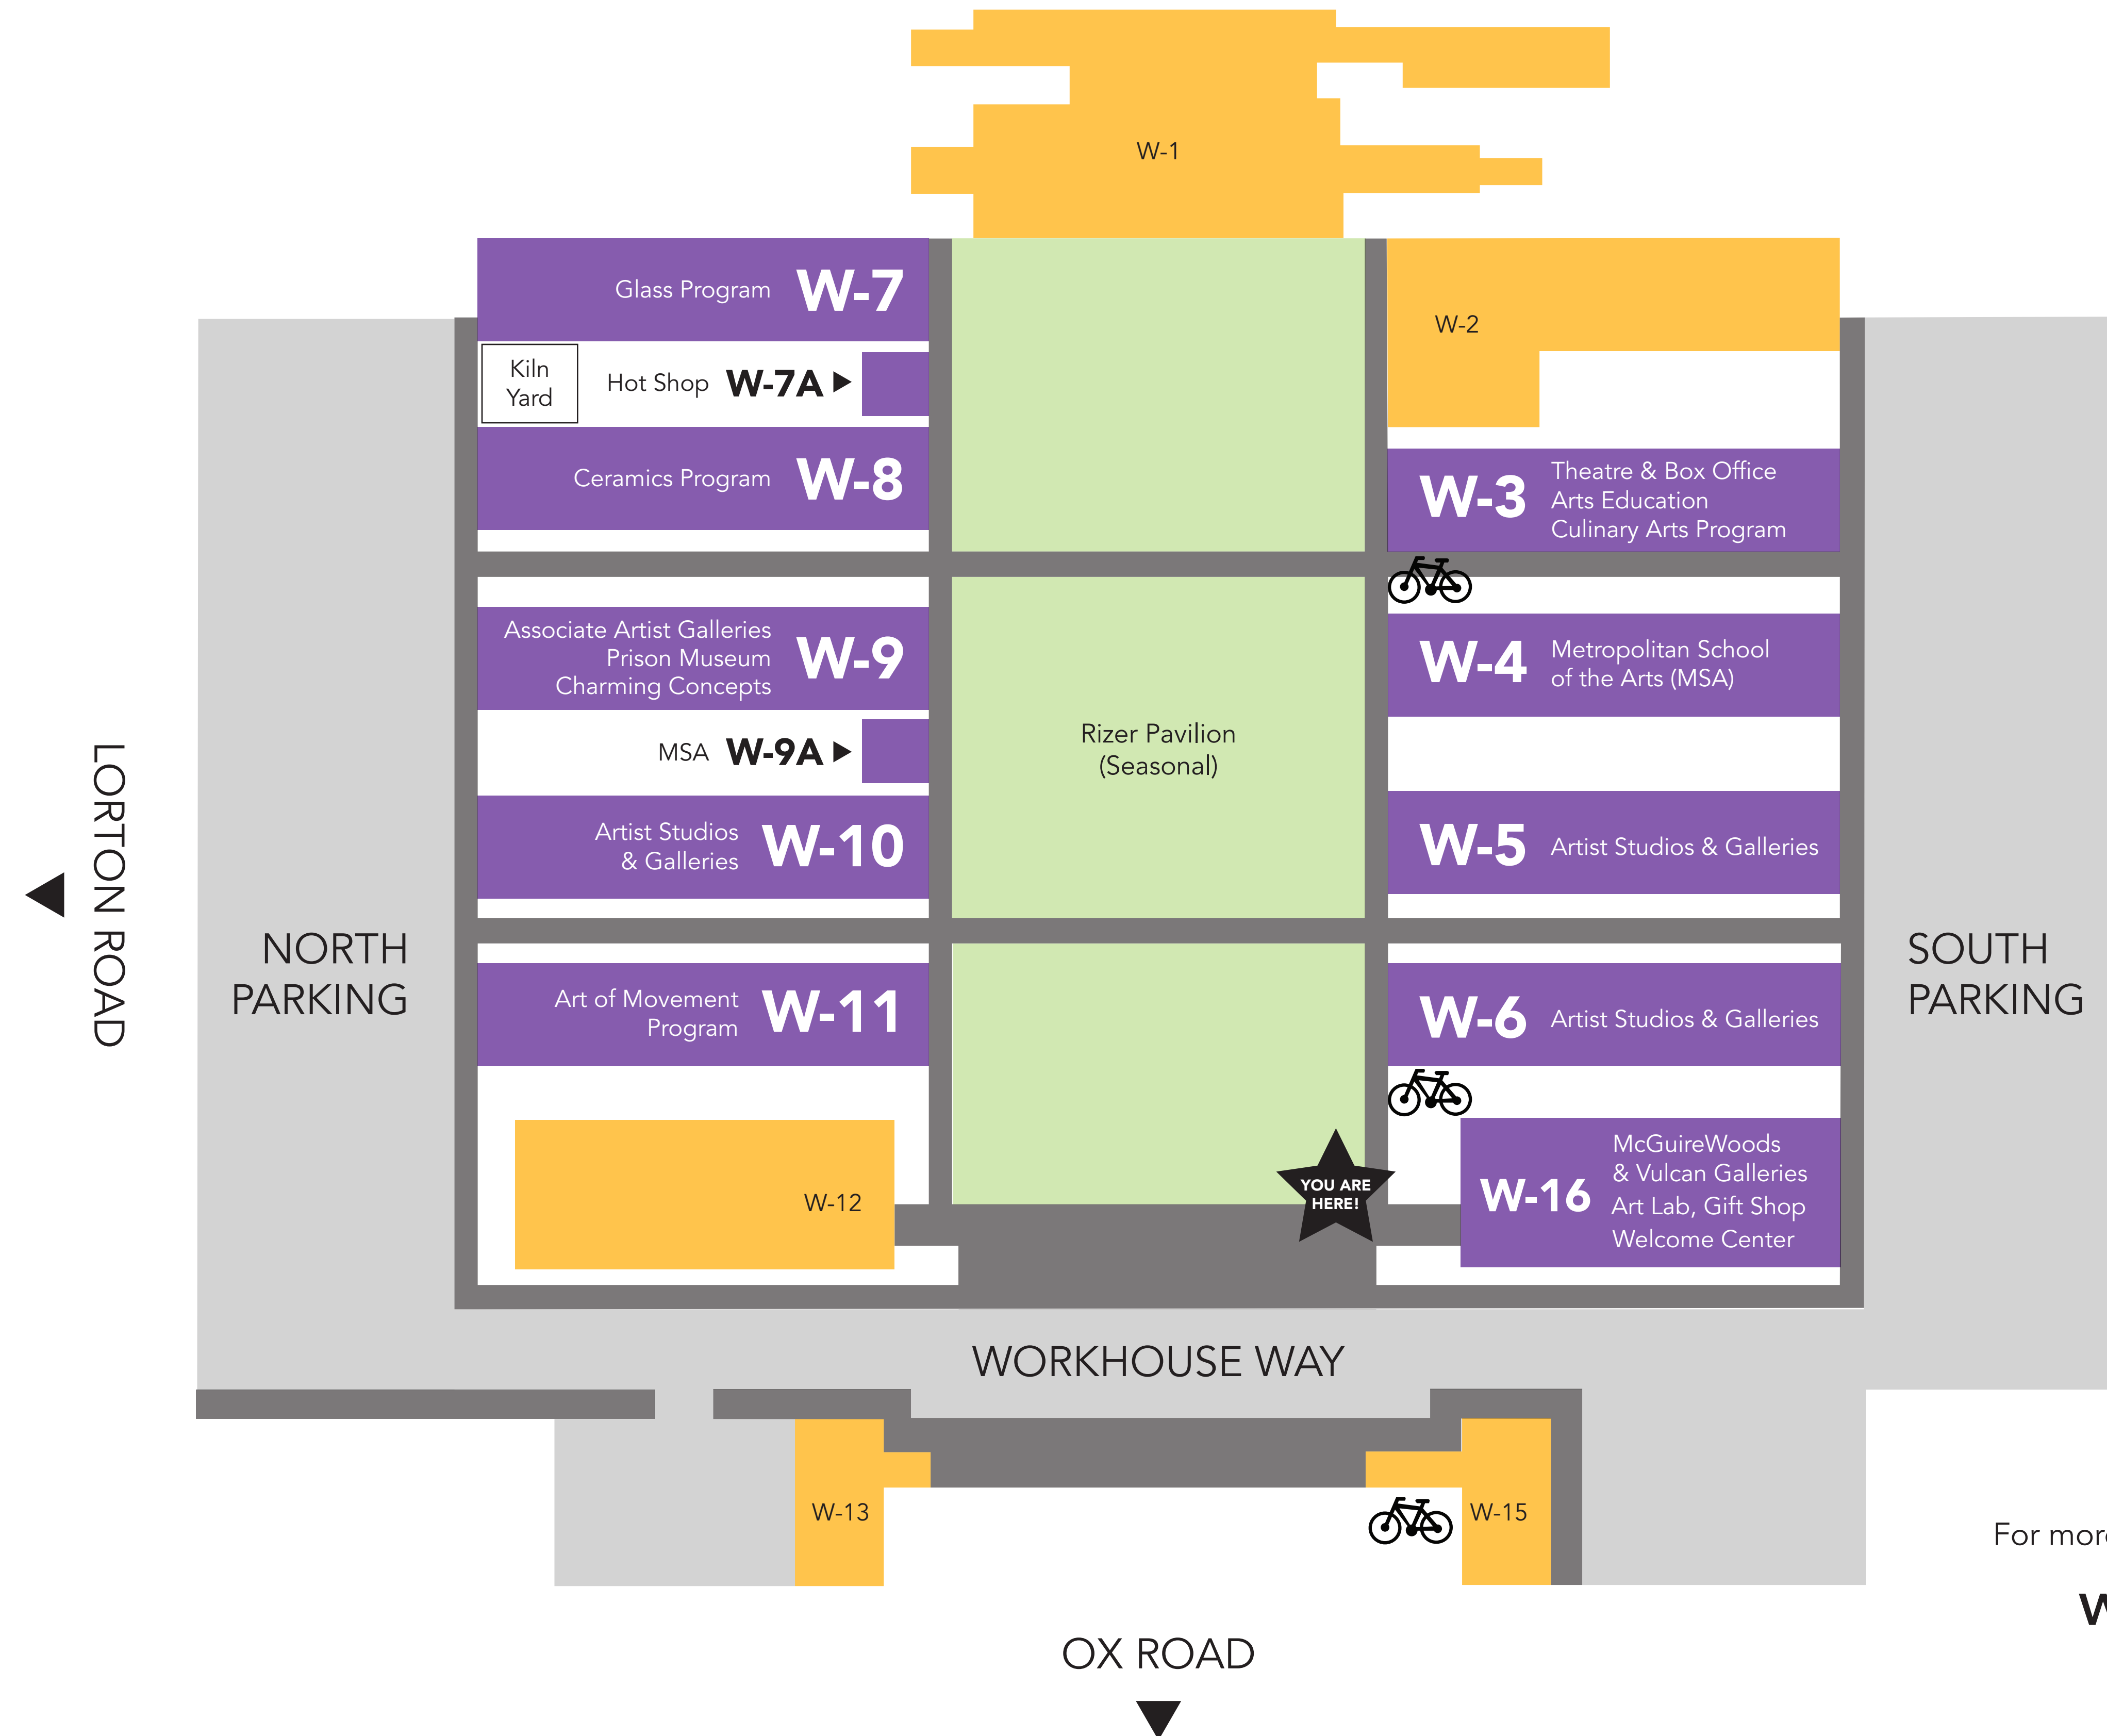 W-1
Glass Program W-7
Kiln
Yard
Hot Shop W-7A
Ceramics Program W-8
W-2
W-3 Theatre & Box Office
Arts Education
Culinary Arts Program
Associate Artist Galleries
Prison Museum
Charming Concepts
W-9
MSA W-9A
Artist Studios
& Galleries
W-10
Rizer Pavilion
(Seasonal)
W-4 Metropolitan School
of the Arts (MSA)
W-5 Artist Studios & Galleries
LORTON ROAD
NORTH
PARKING
SOUTH
PARKING
Art of Movement
Program
W-11
W-6 Artist Studios & Galleries
W-12
YOU ARE
HERE!
W-16
McGuireWoods
& Vulcan Galleries
Art Lab, Gift Shop
Welcome Center
WORKHOUSE WAY
W-13
W-15
For more
OX ROAD